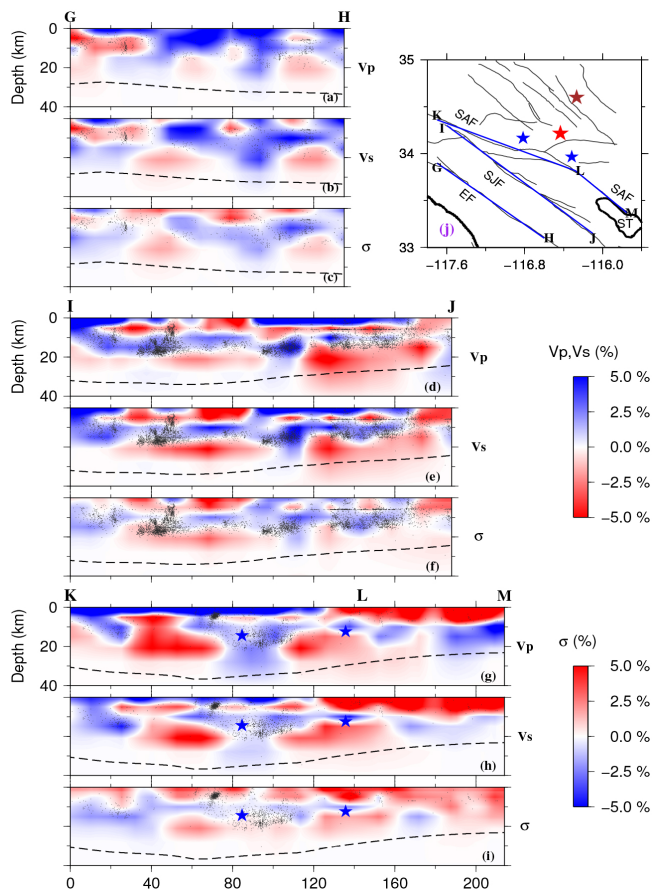 G H
0
20
40
Depth (km)
Vp
(a)
Vs
(b)
σ
(c)
35
34
33
−117.6 −116.8 −116.0
K
I
G
SAF
SJF
EF
L
SAF
M
ST
H
J
(j)
I J
0
20
40
Depth (km)
Vp
(d)
Vs
(e)
σ
(f)
Vp,Vs (%)
5.0 %
2.5 %
0.0 %
−2.5 %
−5.0 %
K L M
0
20
40
Depth (km)
Vp
(g)
Vs
(h)
σ
(i)
0 40 80 120 160 200
σ (%)
5.0 %
2.5 %
0.0 %
−2.5 %
−5.0 %